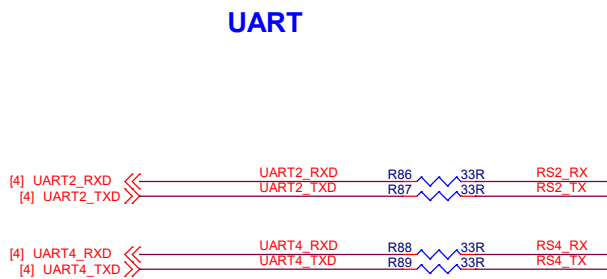 UART
[4] UART2_RXD UART2_RXD R86 33R RS2_RX
[4] UART2_TXD UART2_TXD R87 33R RS2_TX
[4] UART4_RXD UART4_RXD R88 33R RS4_RX
[4] UART4_TXD UART4_TXD R89 33R RS4_TX